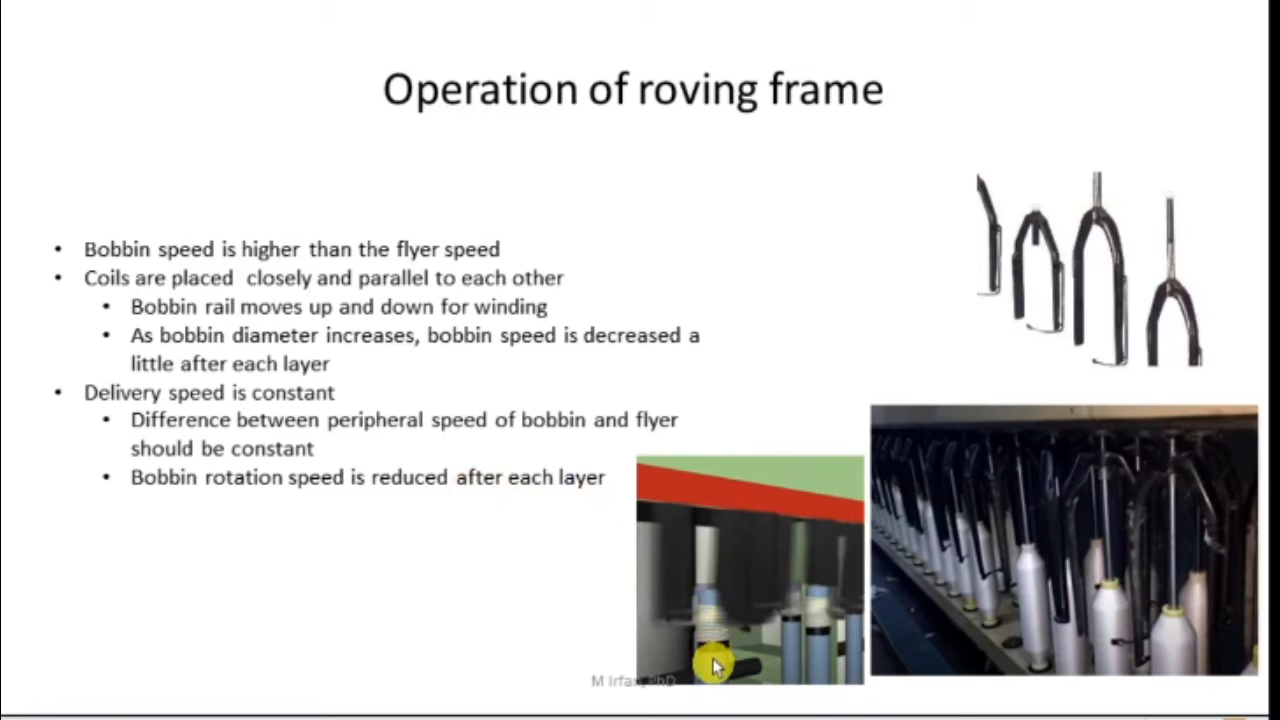 Operation of roving frame
• Bobbin speed is higher than the flyer speed
• Coils are placed closely and parallel to each other
• Bobbin rail moves up and down for winding
• As bobbin diameter increases, bobbin speed is decreased a
little after each layer
• Delivery speed is constant
• Difference between peripheral speed of bobbin and flyer
should be constant
• Bobbin rotation speed is reduced after each layer
M Irfan, PhD